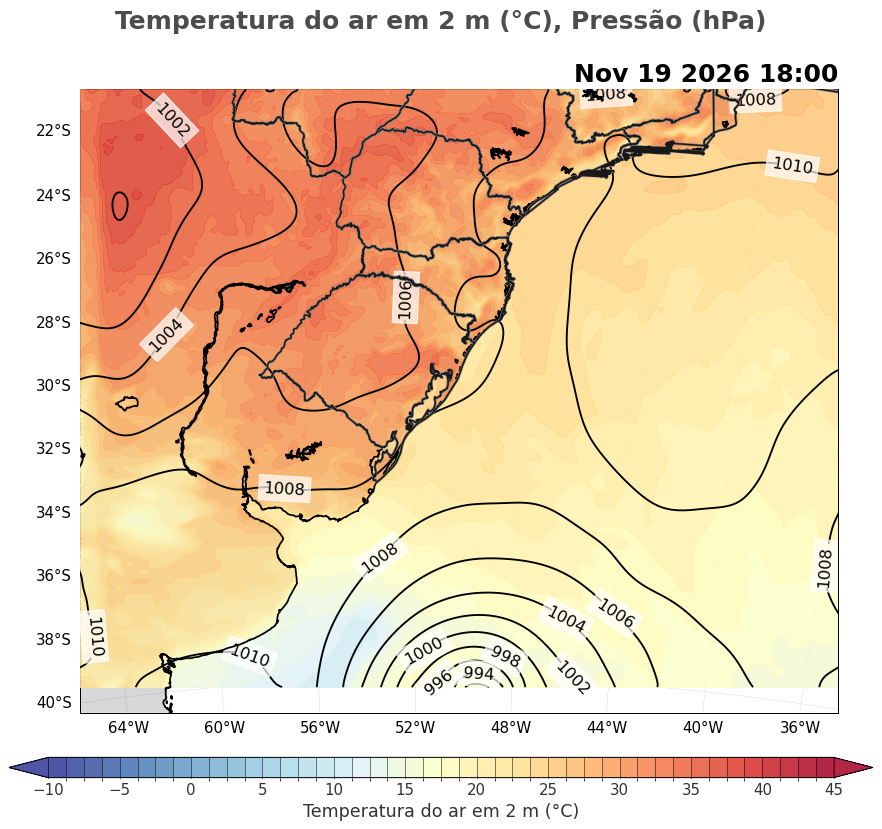 Temperatura do ar em 2 m (°C), Pressão (hPa)
Nov 19 2026 18:00
1002
1008
1008
22°S
1010
24°S
26°S
1006
28°S
1004
30°S
32°S
1008
34°S
1008
1008
36°S
1006
1004
1010
38°S
1010
1000
998
1002
996
994
40°S
64°W 60°W 56°W 52°W 48°W 44°W 40°W 36°W
−10 −5 0 5 10 15 20 25 30 35 40 45
Temperatura do ar em 2 m (°C)